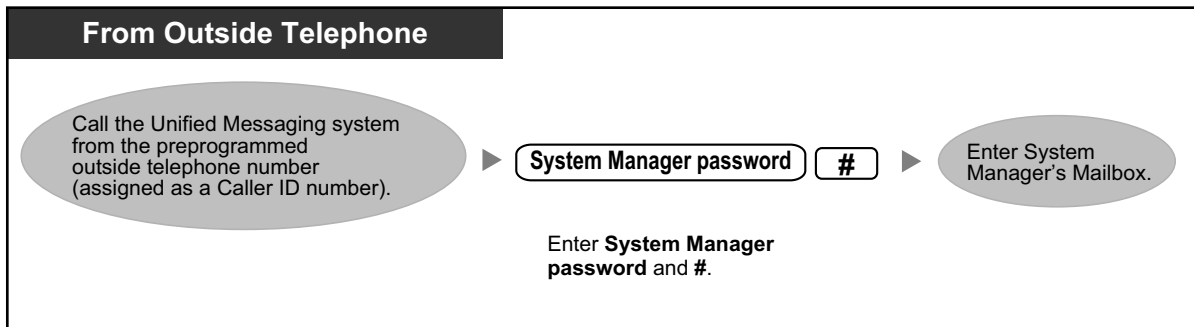 From Outside Telephone
Call the Unified Messaging system
from the preprogrammed
outside telephone number
(assigned as a Caller ID number).
System Manager password #
Enter System Manager
password and #.
Enter System
Manager’s Mailbox.